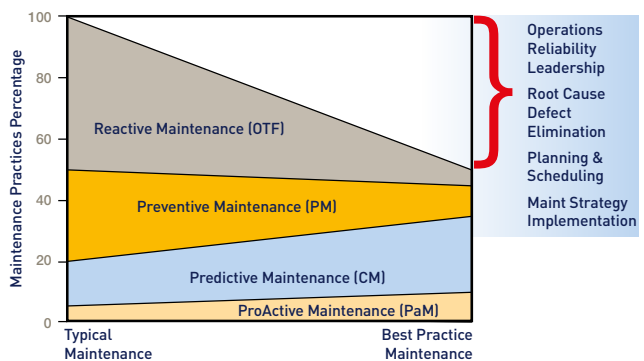 100
80
60
40
20
0
Maintenance Practices Percentage
Reactive Maintenance (OTF)
Preventive Maintenance (PM)
Predictive Maintenance (CM)
ProActive Maintenance (PaM)
Typical
Maintenance
Best Practice
Maintenance
Operations
Reliability
Leadership
Root Cause
Defect
Elimination
Planning &
Scheduling
Maint Strategy
Implementation